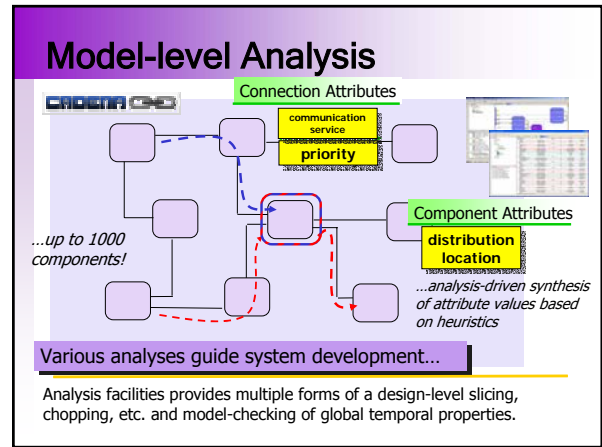 Model-level Analysis
CADENA
Connection Attributes
communication
service
priority
Component Attributes
distribution
location
...up to 1000
components!
...analysis-driven synthesis
of attribute values based
on heuristics
Various analyses guide system development...
Analysis facilities provides multiple forms of a design-level slicing,
chopping, etc. and model-checking of global temporal properties.